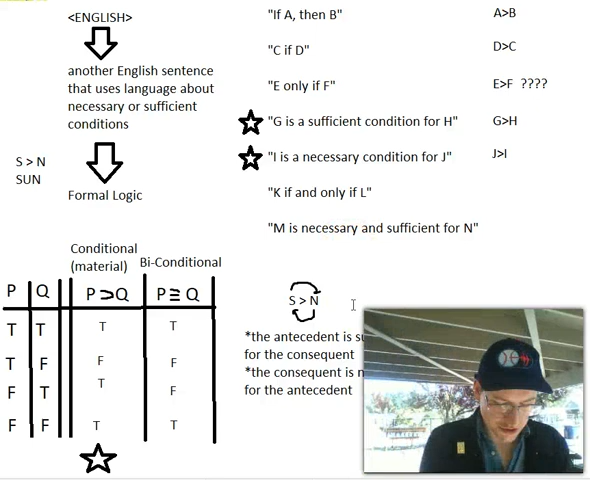 <ENGLISH>
another English sentence
that uses language about
necessary or sufficient
conditions
S > N
SUN
Formal Logic
"If A, then B" A>B
"C if D" D>C
"E only if F" E>F ????
"G is a sufficient condition for H" G>H
"I is a necessary condition for J" J>I
"K if and only if L"
"M is necessary and sufficient for N"
Conditional
(material)
Bi-Conditional
P Q P⊃Q P≡Q
T T T T
T F F F
F T T F
F F T T
S > N
*the antecedent is
for the consequent
*the consequent is
for the antecedent